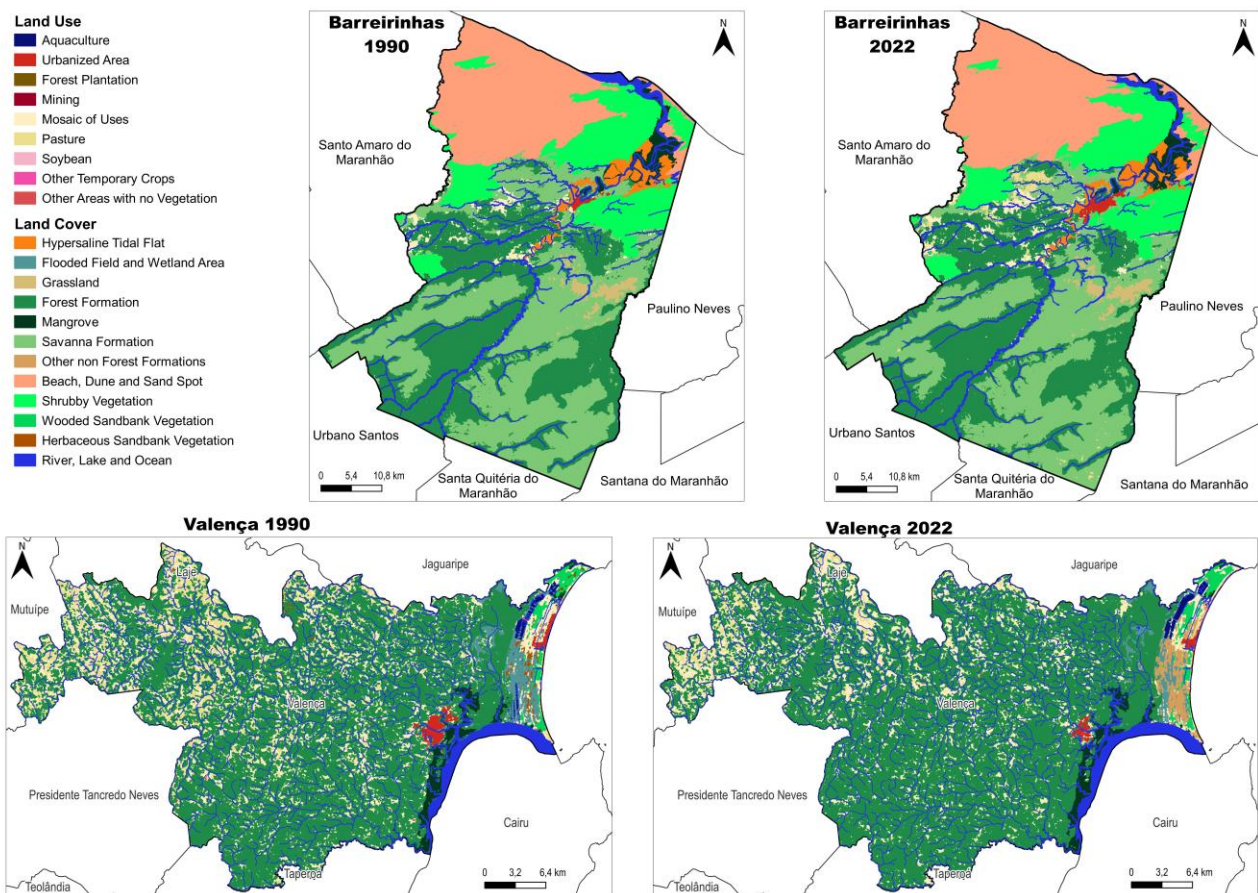 Land Use
Aquaculture
Urbanized Area
Forest Plantation
Mining
Mosaic of Uses
Pasture
Soybean
Other Temporary Crops
Other Areas with no Vegetation
Land Cover
Hypersaline Tidal Flat
Flooded Field and Wetland Area
Grassland
Forest Formation
Mangrove
Savanna Formation
Other non Forest Formations
Beach, Dune and Sand Spot
Shrubby Vegetation
Wooded Sandbank Vegetation
Herbaceous Sandbank Vegetation
River, Lake and Ocean
Barreirinhas
1990
N
Santo Amaro do
Maranhão
Paulino Neves
Urbano Santos
Santa Quitéria do
Maranhão
Santana do Maranhão
0 5,4 10,8 km
Barreirinhas
2022
N
Santo Amaro do
Maranhão
Paulino Neves
Urbano Santos
Santa Quitéria do
Maranhão
Santana do Maranhão
0 5,4 10,8 km
Valença 1990
N
Laje
Jaguaripe
Mutuípe
Valença
Presidente Tancredo Neves
Cairu
Taperoá
Teolândia
0 3,2 6,4 km
Valença 2022
N
Laje
Jaguaripe
Mutuípe
Valença
Presidente Tancredo Neves
Cairu
Taperoá
Teolândia
0 3,2 6,4 km